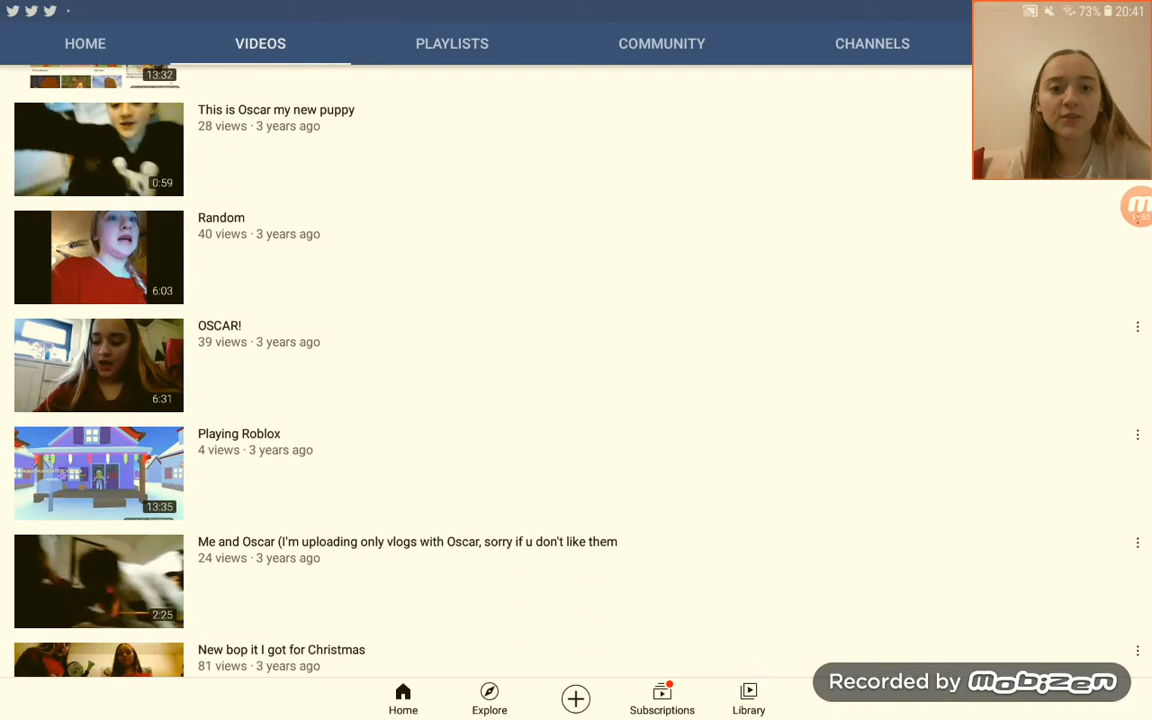 73% 20:41
HOME VIDEOS PLAYLISTS COMMUNITY CHANNELS
13:32
This is Oscar my new puppy
28 views · 3 years ago
0:59
Random
40 views · 3 years ago
6:03
OSCAR!
39 views · 3 years ago
6:31
Playing Roblox
4 views · 3 years ago
13:35
Me and Oscar (I'm uploading only vlogs with Oscar, sorry if u don't like them
24 views · 3 years ago
2:25
New bop it I got for Christmas
81 views · 3 years ago
Recorded by mobizen
Home Explore Subscriptions Library